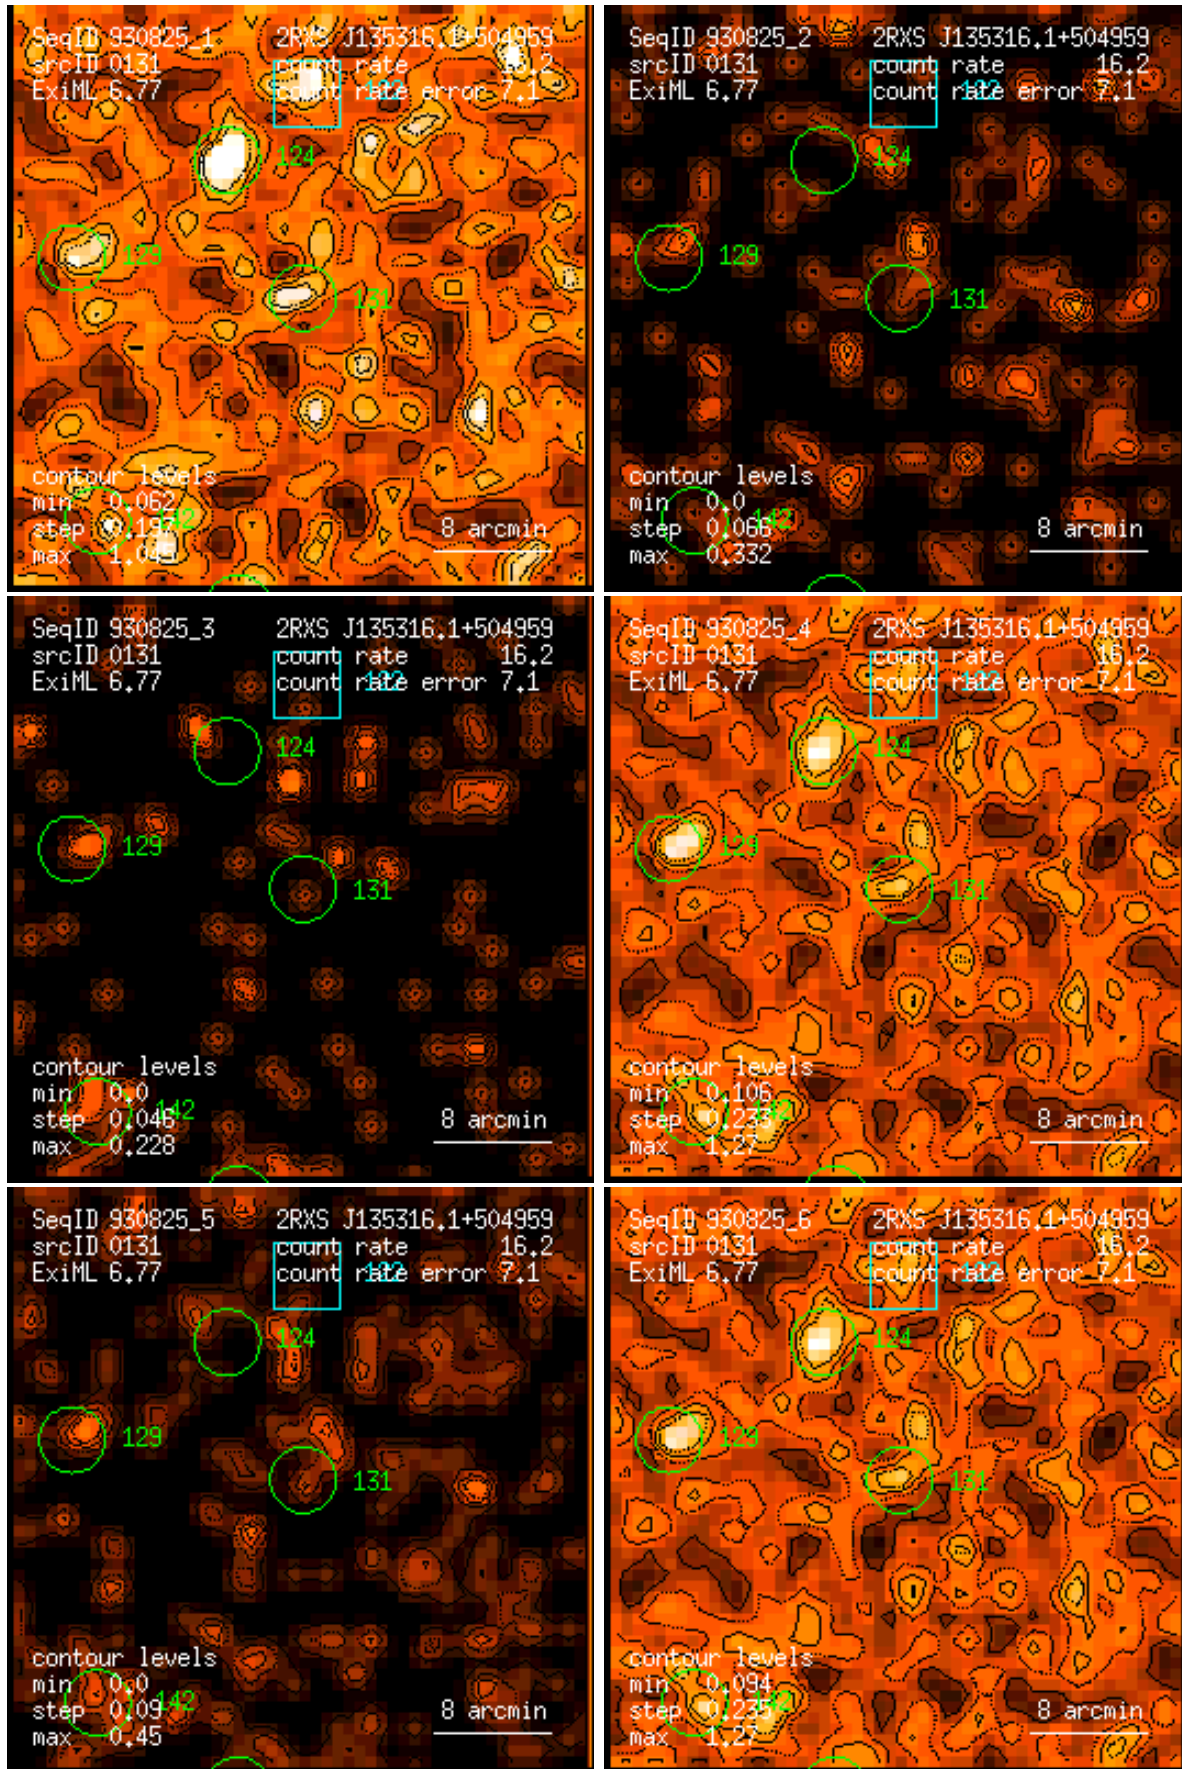 SeqID 930825_1 2RXS J135316.1+504959
srcID 0131 count rate 16.2
ExiML 6.77 count rate error 7.1
124
129
131
contour levels
min 0.062
step 0.197 142
max 1.045
8 arcmin
SeqID 930825_2 2RXS J135316.1+504959
srcID 0131 count rate 16.2
ExiML 6.77 count rate error 7.1
124
129
131
contour levels
min 0.0
step 0.066 142
max 0.332
8 arcmin
SeqID 930825_3 2RXS J135316.1+504959
srcID 0131 count rate 16.2
ExiML 6.77 count rate error 7.1
124
129
131
contour levels
min 0.0
step 0.046 142
max 0.228
8 arcmin
SeqID 930825_4 2RXS J135316.1+504959
srcID 0131 count rate 16.2
ExiML 6.77 count rate error 7.1
124
129
131
contour levels
min 0.106
step 0.233 142
max 1.27
8 arcmin
SeqID 930825_5 2RXS J135316.1+504959
srcID 0131 count rate 16.2
ExiML 6.77 count rate error 7.1
124
129
131
contour levels
min 0.0
step 0.09 142
max 0.45
8 arcmin
SeqID 930825_6 2RXS J135316.1+504959
srcID 0131 count rate 16.2
ExiML 6.77 count rate error 7.1
124
129
131
contour levels
min 0.094
step 0.235 142
max 1.27
8 arcmin